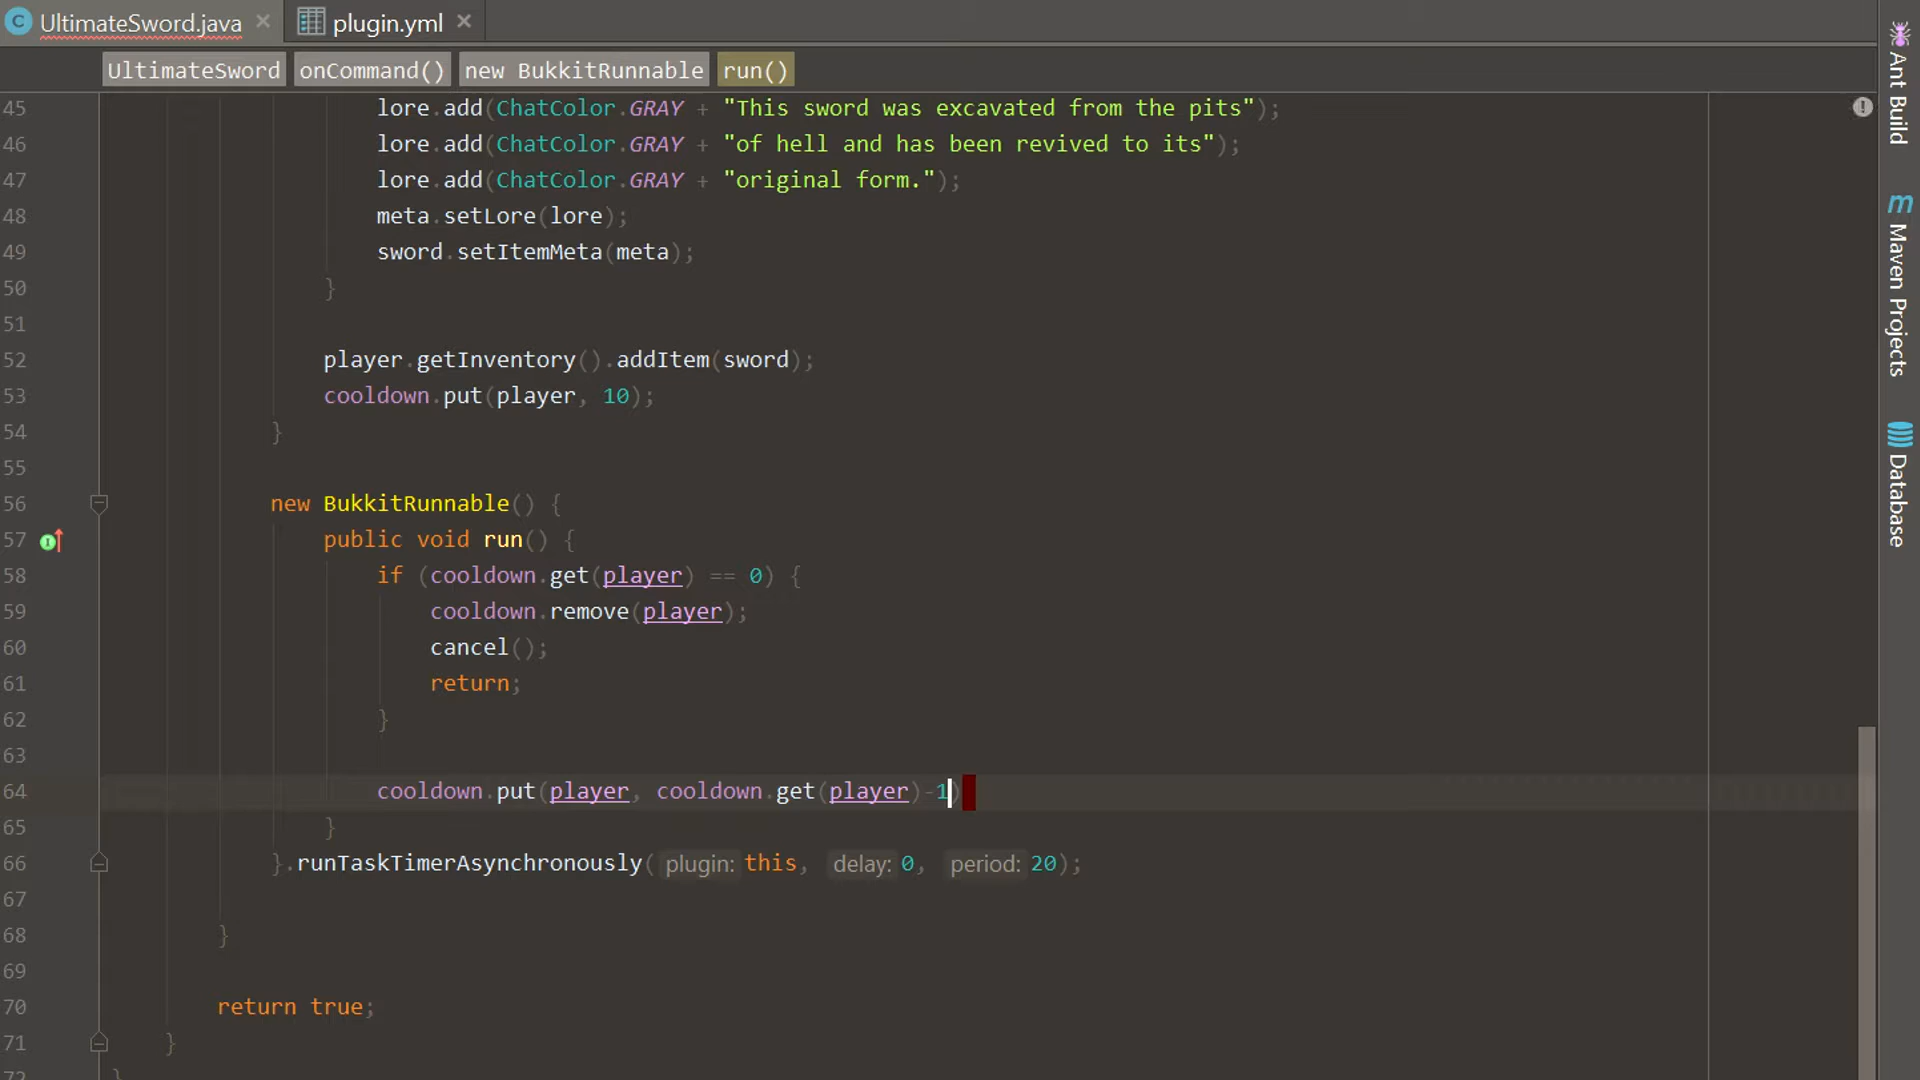 UltimateSword.java
plugin.yml
UltimateSword onCommand() new BukkitRunnable run()
45 lore.add(ChatColor.GRAY + "This sword was excavated from the pits");
46 lore.add(ChatColor.GRAY + "of hell and has been revived to its");
47 lore.add(ChatColor.GRAY + "original form.");
48 meta.setLore(lore);
49 sword.setItemMeta(meta);
50 }
51
52 player.getInventory().addItem(sword);
53 cooldown.put(player, 10);
54 }
55
56 new BukkitRunnable() {
57 public void run() {
58 if (cooldown.get(player) == 0) {
59 cooldown.remove(player);
60 cancel();
61 return;
62 }
63
64 cooldown.put(player, cooldown.get(player)-1)
65 }
66 }.runTaskTimerAsynchronously( plugin: this, delay: 0, period: 20);
67
68 }
69
70 return true;
71 }
72 }
Ant Build
Maven Projects
Database